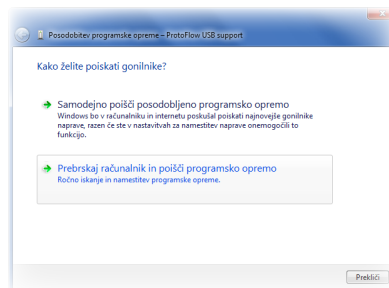 Posodobitev programske opreme – ProtoFlow USB support
Kako želite poiskati gonilnike?
Samodejno poišči posodobljeno programsko opremo
Windows bo v računalniku in internetu poskušal poiskati najnovejše gonilnike
naprave, razen če ste v nastavitvah za namestitev naprave onemogočili to
funkcijo.
Prebrskaj računalnik in poišči programsko opremo
Ročno iskanje in namestitev programske opreme.
Prekliči